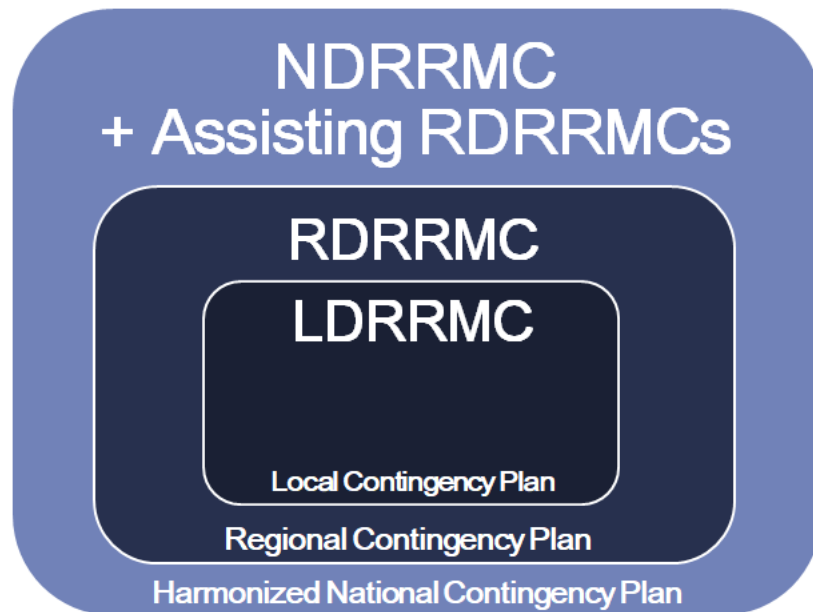 NDRRMC
+ Assisting RDRRMCs
RDRRMC
LDRRMC
Local Contingency Plan
Regional Contingency Plan
Harmonized National Contingency Plan